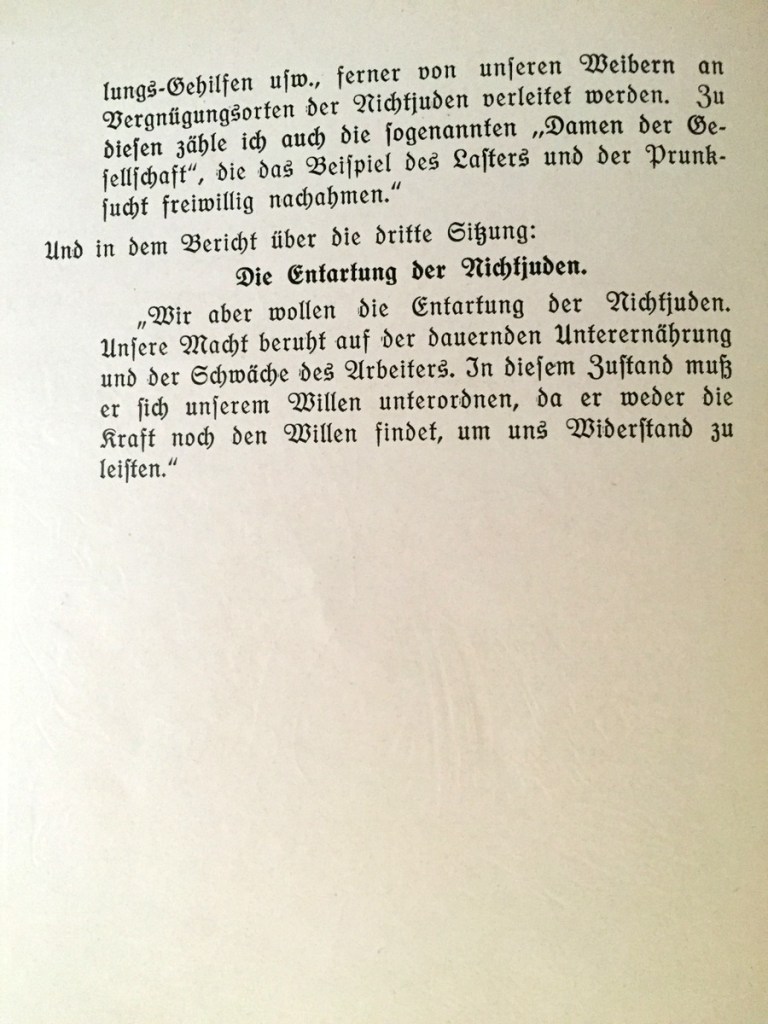 lungs-Gehilfen usw., ferner von unseren Weibern an
Vergnügungsorten der Nichtjuden verleitet werden. Zu
diesen zähle ich auch die sogenannten „Damen der Ge-
sellschaft“, die das Beispiel des Lasters und der Prunk-
sucht freiwillig nachahmen.“
Und in dem Bericht über die dritte Sitzung:
Die Entartung der Nichtjuden.
„Wir aber wollen die Entartung der Nichtjuden.
Unsere Macht beruht auf der dauernden Unterernährung
und der Schwäche des Arbeiters. In diesem Zustand muß
er sich unserem Willen unterordnen, da er weder die
Kraft noch den Willen findet, um uns Widerstand zu
leisten.“